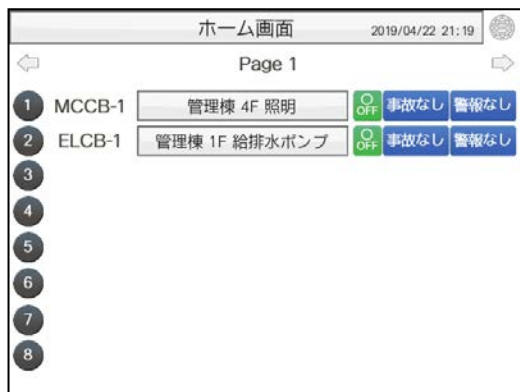 ホーム画面 2019/04/22 21:19
Page 1
1 MCCB-1 管理棟 4F 照明 OFF 事故なし 警報なし
2 ELCB-1 管理棟 1F 給排水ポンプ OFF 事故なし 警報なし
3
4
5
6
7
8